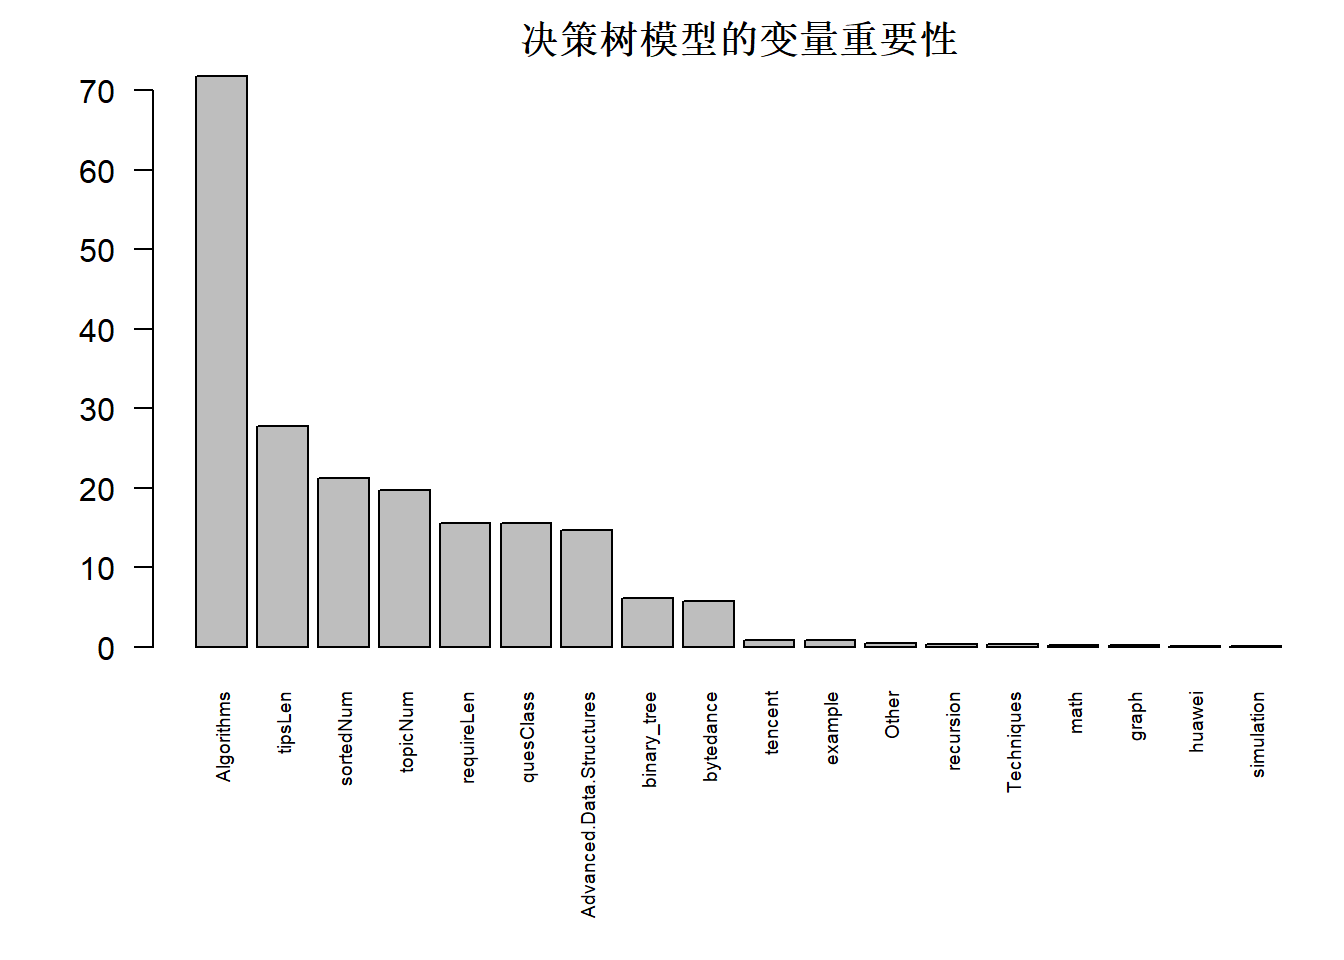 决策树模型的变量重要性
70
60
50
40
30
20
10
0
Algorithms
tipsLen
sortedNum
topicNum
requireLen
quesClass
Advanced.Data.Structures
binary_tree
bytedance
tencent
example
Other
recursion
Techniques
math
graph
huawei
simulation